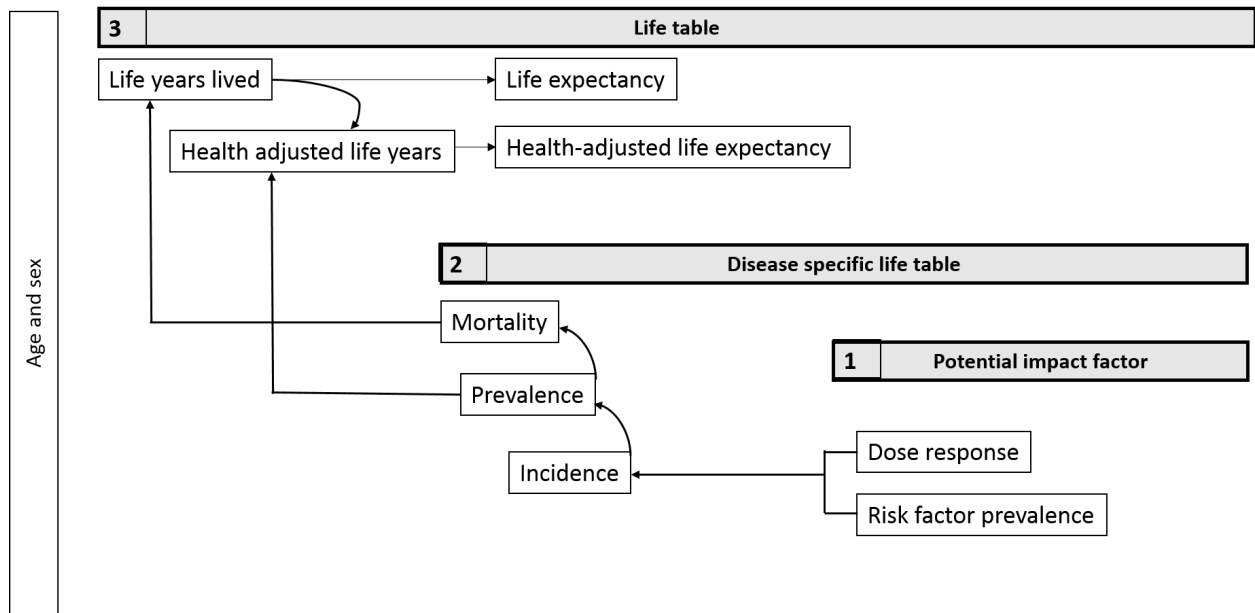 3 Life table
Life years lived
Life expectancy
Health adjusted life years
Health-adjusted life expectancy
Age and sex
2 Disease specific life table
Mortality
1 Potential impact factor
Prevalence
Dose response
Incidence
Risk factor prevalence